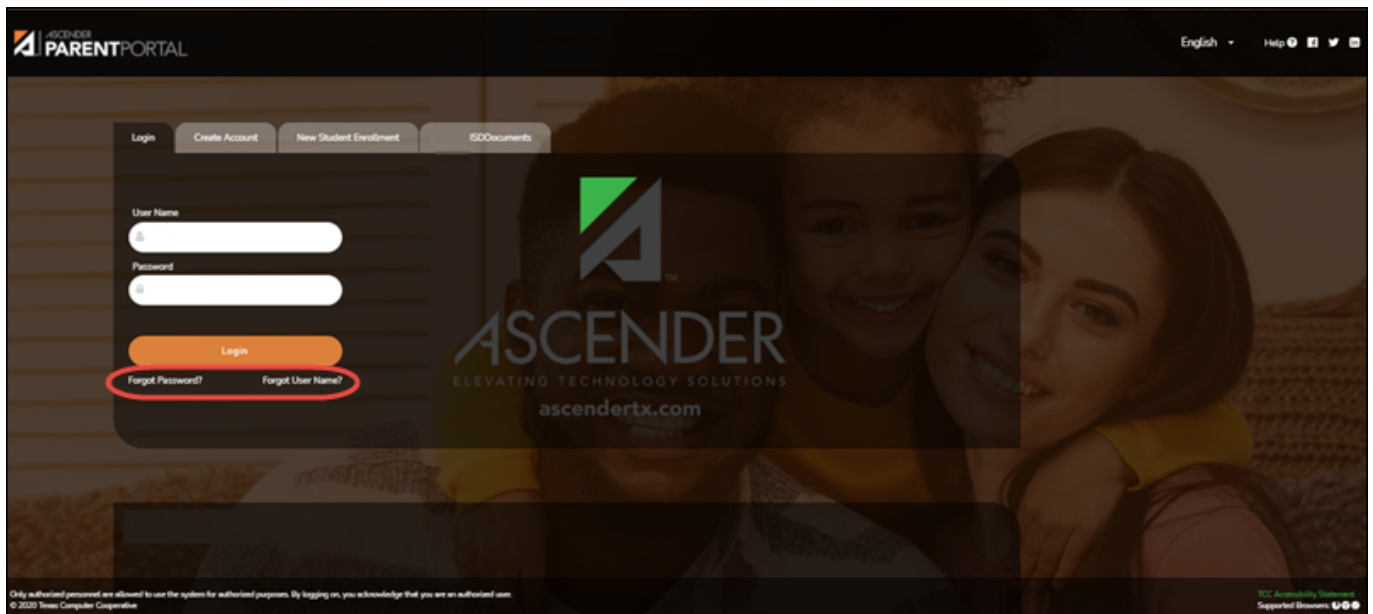 ASCENDER
PARENTPORTAL
English Help
Login Create Account New Student Enrollment ISDDocuments
User Name
Password
Login
Forgot Password? Forgot User Name?
ASCENDER
TM
ELEVATING TECHNOLOGY SOLUTIONS
ascendertx.com
Only authorized personnel are allowed to use the system for authorized purposes. By logging on, you acknowledge that you are an authorized user.
© 2020 Texas Computer Cooperative
TCC Accessibility Statement
Supported Browsers: